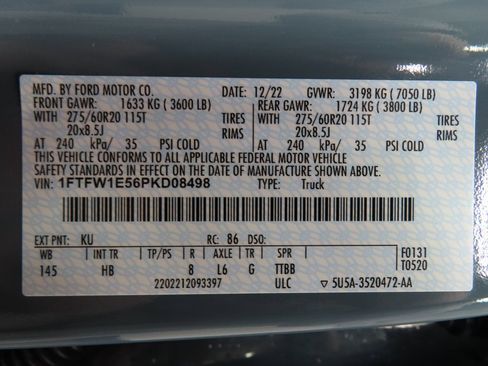 MFD. BY FORD MOTOR CO. DATE: 12/22 GVWR: 3198 KG ( 7050 LB)
FRONT GAWR: 1633 KG ( 3600 LB) REAR GAWR: 1724 KG ( 3800 LB)
WITH 275/60R20 115T TIRES WITH 275/60R20 115T TIRES
20x8.5J RIMS 20x8.5J RIMS
AT 240 kPa/ 35 PSI COLD AT 240 kPa/ 35 PSI COLD
THIS VEHICLE CONFORMS TO ALL APPLICABLE FEDERAL MOTOR VEHICLE
SAFETY STANDARDS IN EFFECT ON THE DATE OF MANUFACTURE SHOWN ABOVE.
VIN: 1FTFW1E56PKD08498 TYPE: Truck
EXT PNT: KU RC: 86 DSO: F0131
WB INT TR TP/PS R AXLE TR SPR T0520
145 HB 8 L6 G TTBB
2202212093397 ULC ▽ 5U5A-3520472-AA